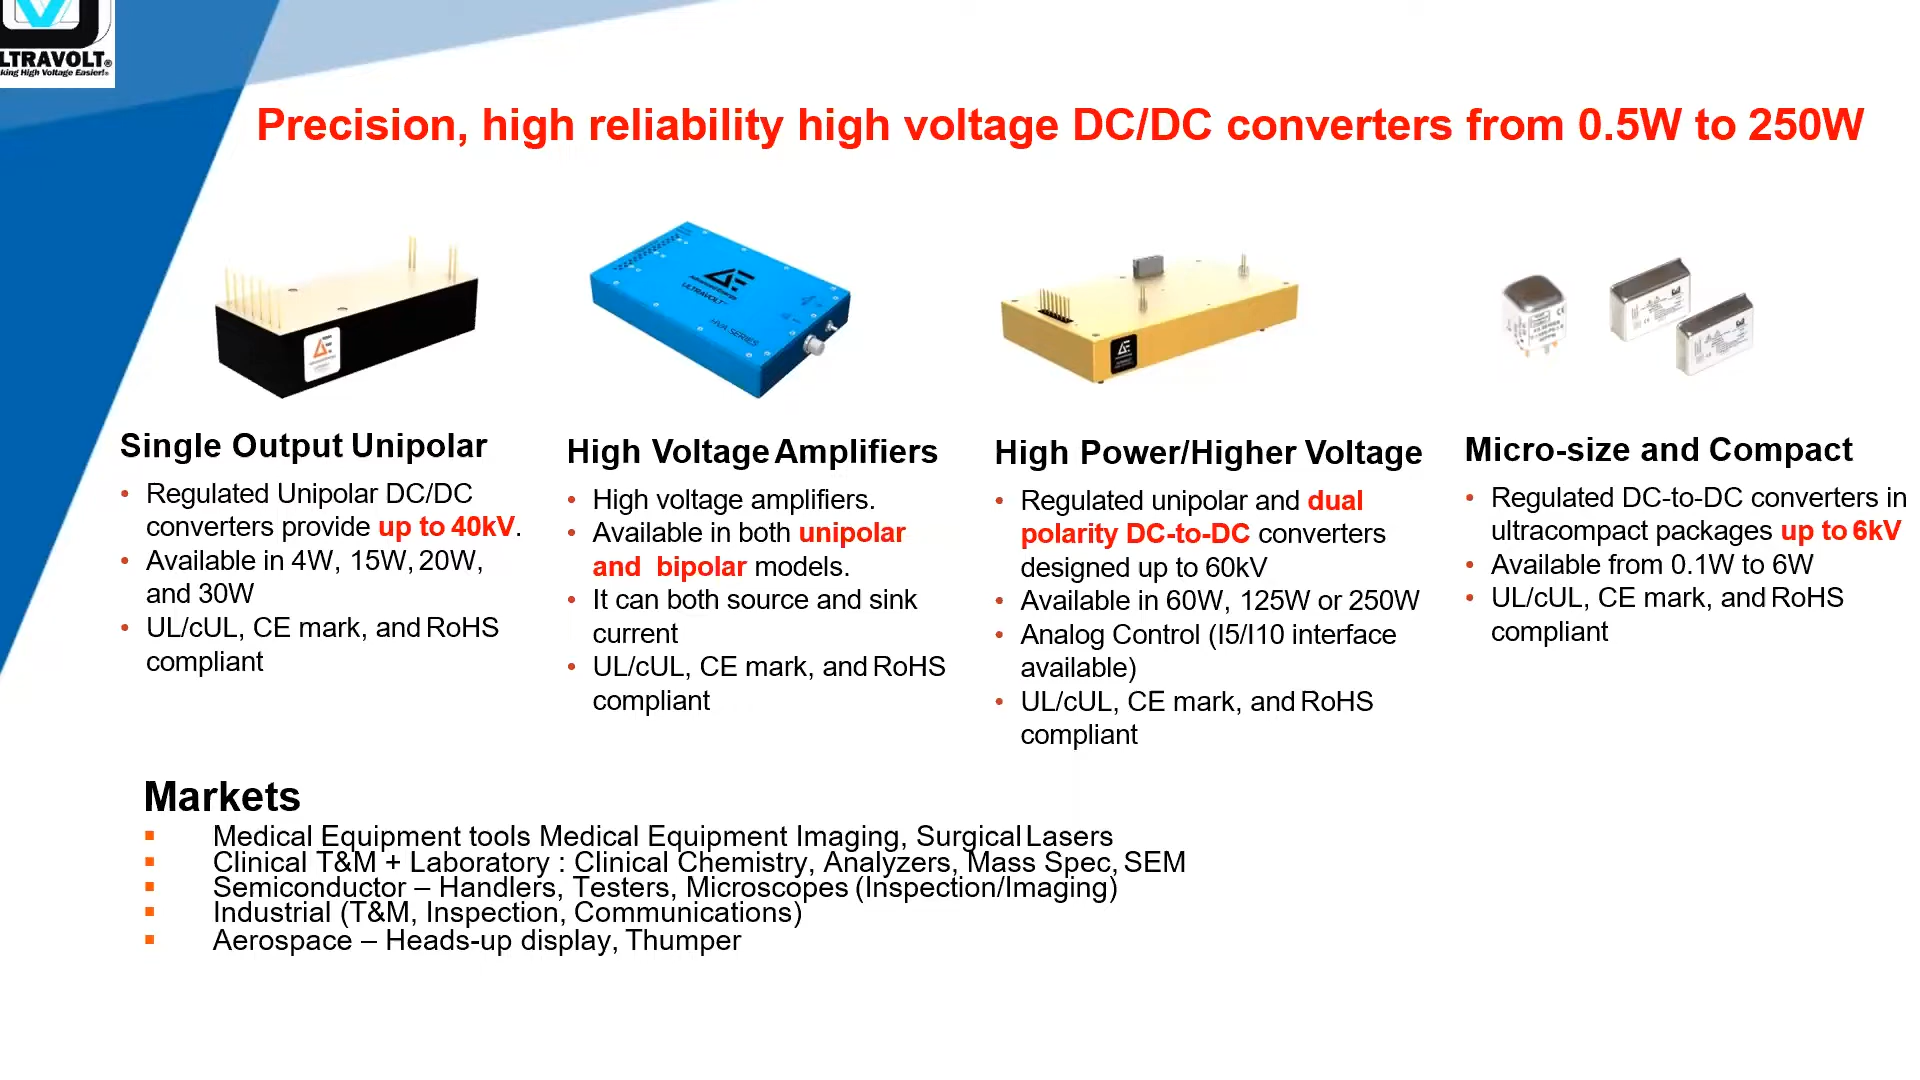 LTRAVOLT®
king High Voltage Easier!®
Precision, high reliability high voltage DC/DC converters from 0.5W to 250W
ULTRAVOLT™
HVA SERIES
Single Output Unipolar
• Regulated Unipolar DC/DC
converters provide up to 40kV.
• Available in 4W, 15W, 20W,
and 30W
• UL/cUL, CE mark, and RoHS
compliant
High Voltage Amplifiers
• High voltage amplifiers.
• Available in both unipolar
and bipolar models.
• It can both source and sink
current
• UL/cUL, CE mark, and RoHS
compliant
High Power/Higher Voltage
• Regulated unipolar and dual
polarity DC-to-DC converters
designed up to 60kV
• Available in 60W, 125W or 250W
• Analog Control (I5/I10 interface
available)
• UL/cUL, CE mark, and RoHS
compliant
Micro-size and Compact
• Regulated DC-to-DC converters in
ultracompact packages up to 6kV
• Available from 0.1W to 6W
• UL/cUL, CE mark, and RoHS
compliant
Markets
▪ Medical Equipment tools Medical Equipment Imaging, Surgical Lasers
▪ Clinical T&M + Laboratory : Clinical Chemistry, Analyzers, Mass Spec, SEM
▪ Semiconductor – Handlers, Testers, Microscopes (Inspection/Imaging)
▪ Industrial (T&M, Inspection, Communications)
▪ Aerospace – Heads-up display, Thumper